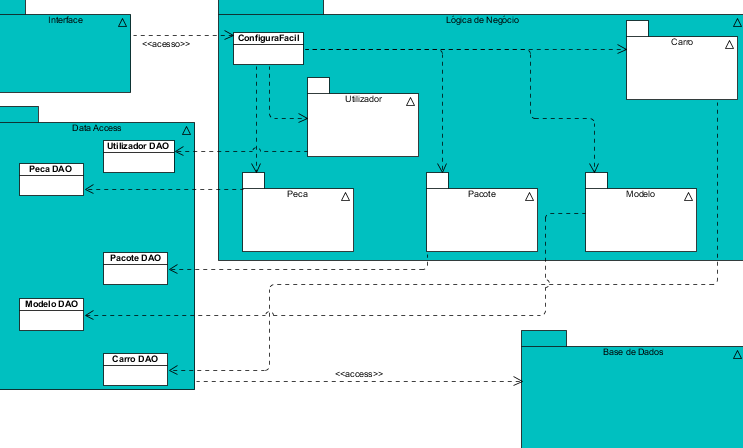 Interface
Lógica de Negócio
<<acesso>>
ConfiguraFacil
Carro
Utilizador
Data Access
Utilizador DAO
Peca DAO
Peca
Pacote
Modelo
Pacote DAO
Modelo DAO
Carro DAO
<<access>>
Base de Dados